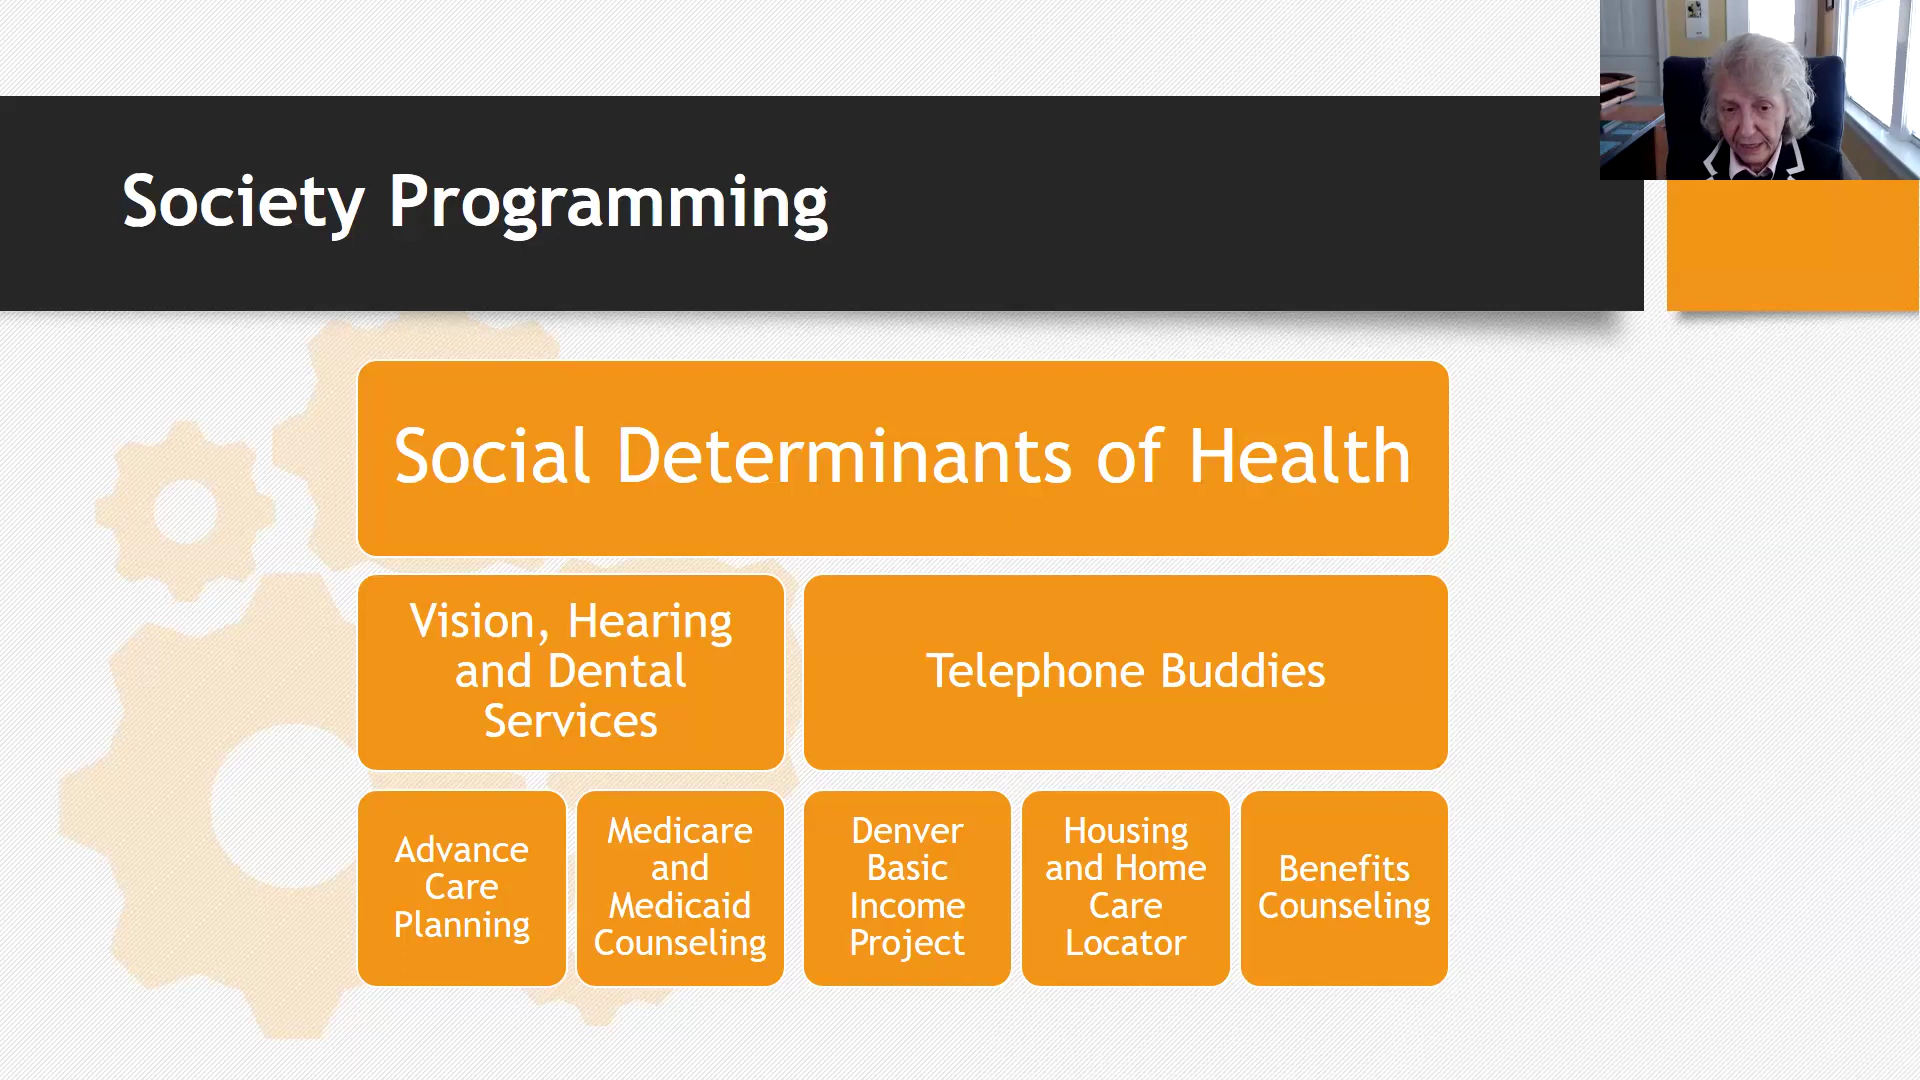 Society Programming
Social Determinants of Health
Vision, Hearing
and Dental
Services
Telephone Buddies
Advance
Care
Planning
Medicare
and
Medicaid
Counseling
Denver
Basic
Income
Project
Housing
and Home
Care
Locator
Benefits
Counseling